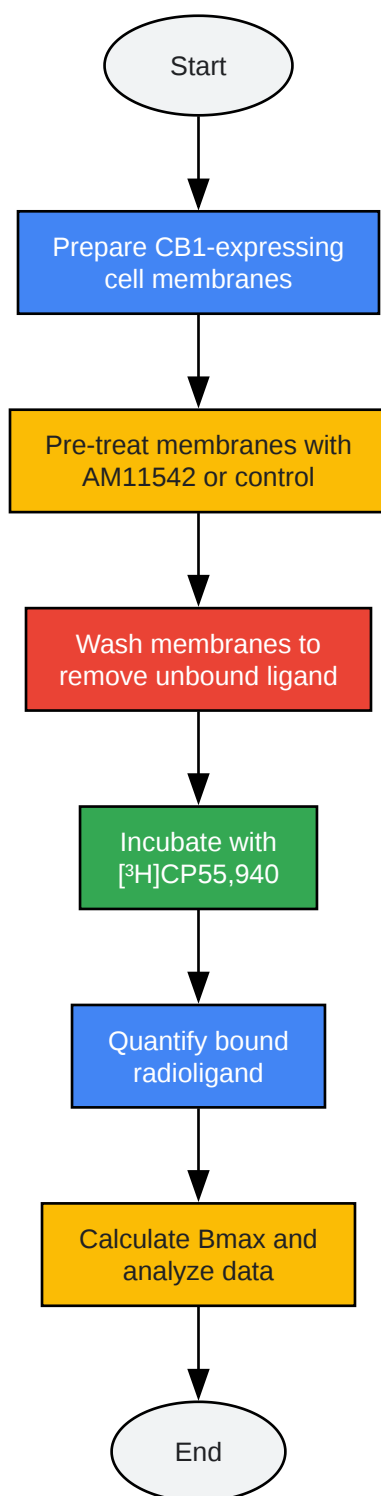 Start
Prepare CB1-expressing
cell membranes
Pre-treat membranes with
AM11542 or control
Wash membranes to
remove unbound ligand
Incubate with
[³H]CP55,940
Quantify bound
radioligand
Calculate Bmax and
analyze data
End